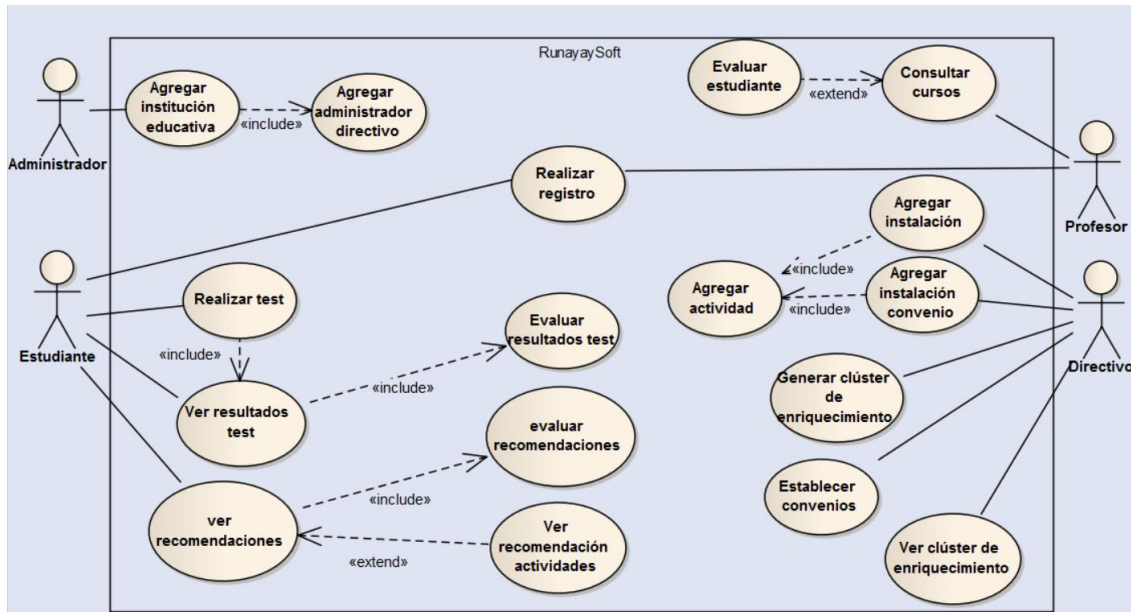 RunayaySoft
Administrador
Agregar
institución
educativa
«include»
Agregar
administrador
directivo
Evaluar
estudiante
«extend»
Consultar
cursos
Profesor
Realizar
registro
Agregar
instalación
«include»
Agregar
actividad
Agregar
instalación
convenio
«include»
Directivo
Estudiante
Realizar test
«include»
Ver resultados
test
«include»
Evaluar
resultados test
Generar clúster
de
enriquecimiento
evaluar
recomendaciones
«include»
ver
recomendaciones
«extend»
Ver
recomendación
actividades
Establecer
convenios
Ver clúster de
enriquecimiento